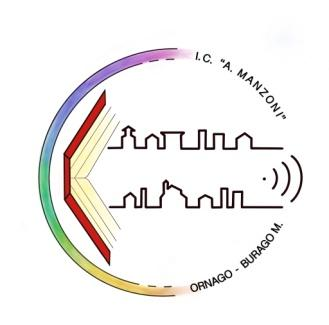 I.C. "A. MANZONI"
ORNAGO - BURAGO M.